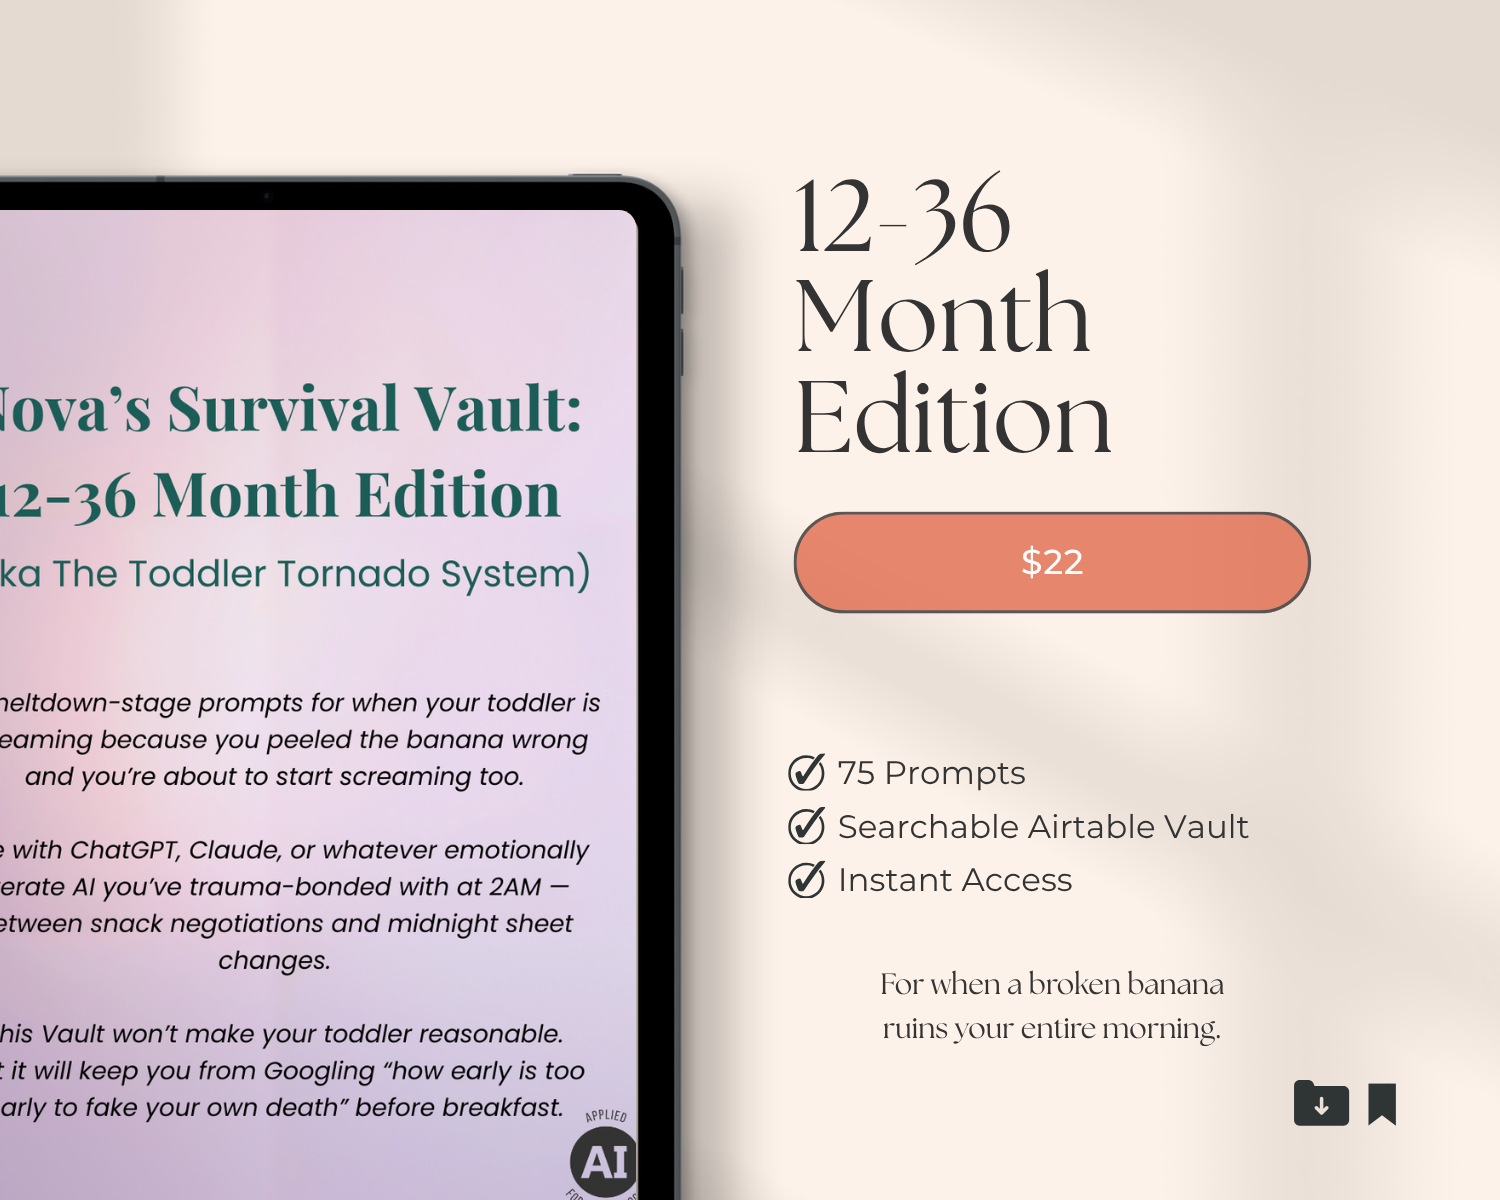 12-36
Month
Edition
$22
75 Prompts
Searchable Airtable Vault
Instant Access
For when a broken banana
ruins your entire morning.
Nova’s Survival Vault:
12-36 Month Edition
ka The Toddler Tornado System)
meltdown-stage prompts for when your toddler is
eaming because you peeled the banana wrong
and you’re about to start screaming too.
e with ChatGPT, Claude, or whatever emotionally
erate AI you’ve trauma-bonded with at 2AM —
etween snack negotiations and midnight sheet
changes.
his Vault won’t make your toddler reasonable.
t it will keep you from Googling “how early is too
arly to fake your own death” before breakfast.
APPLIED
AI